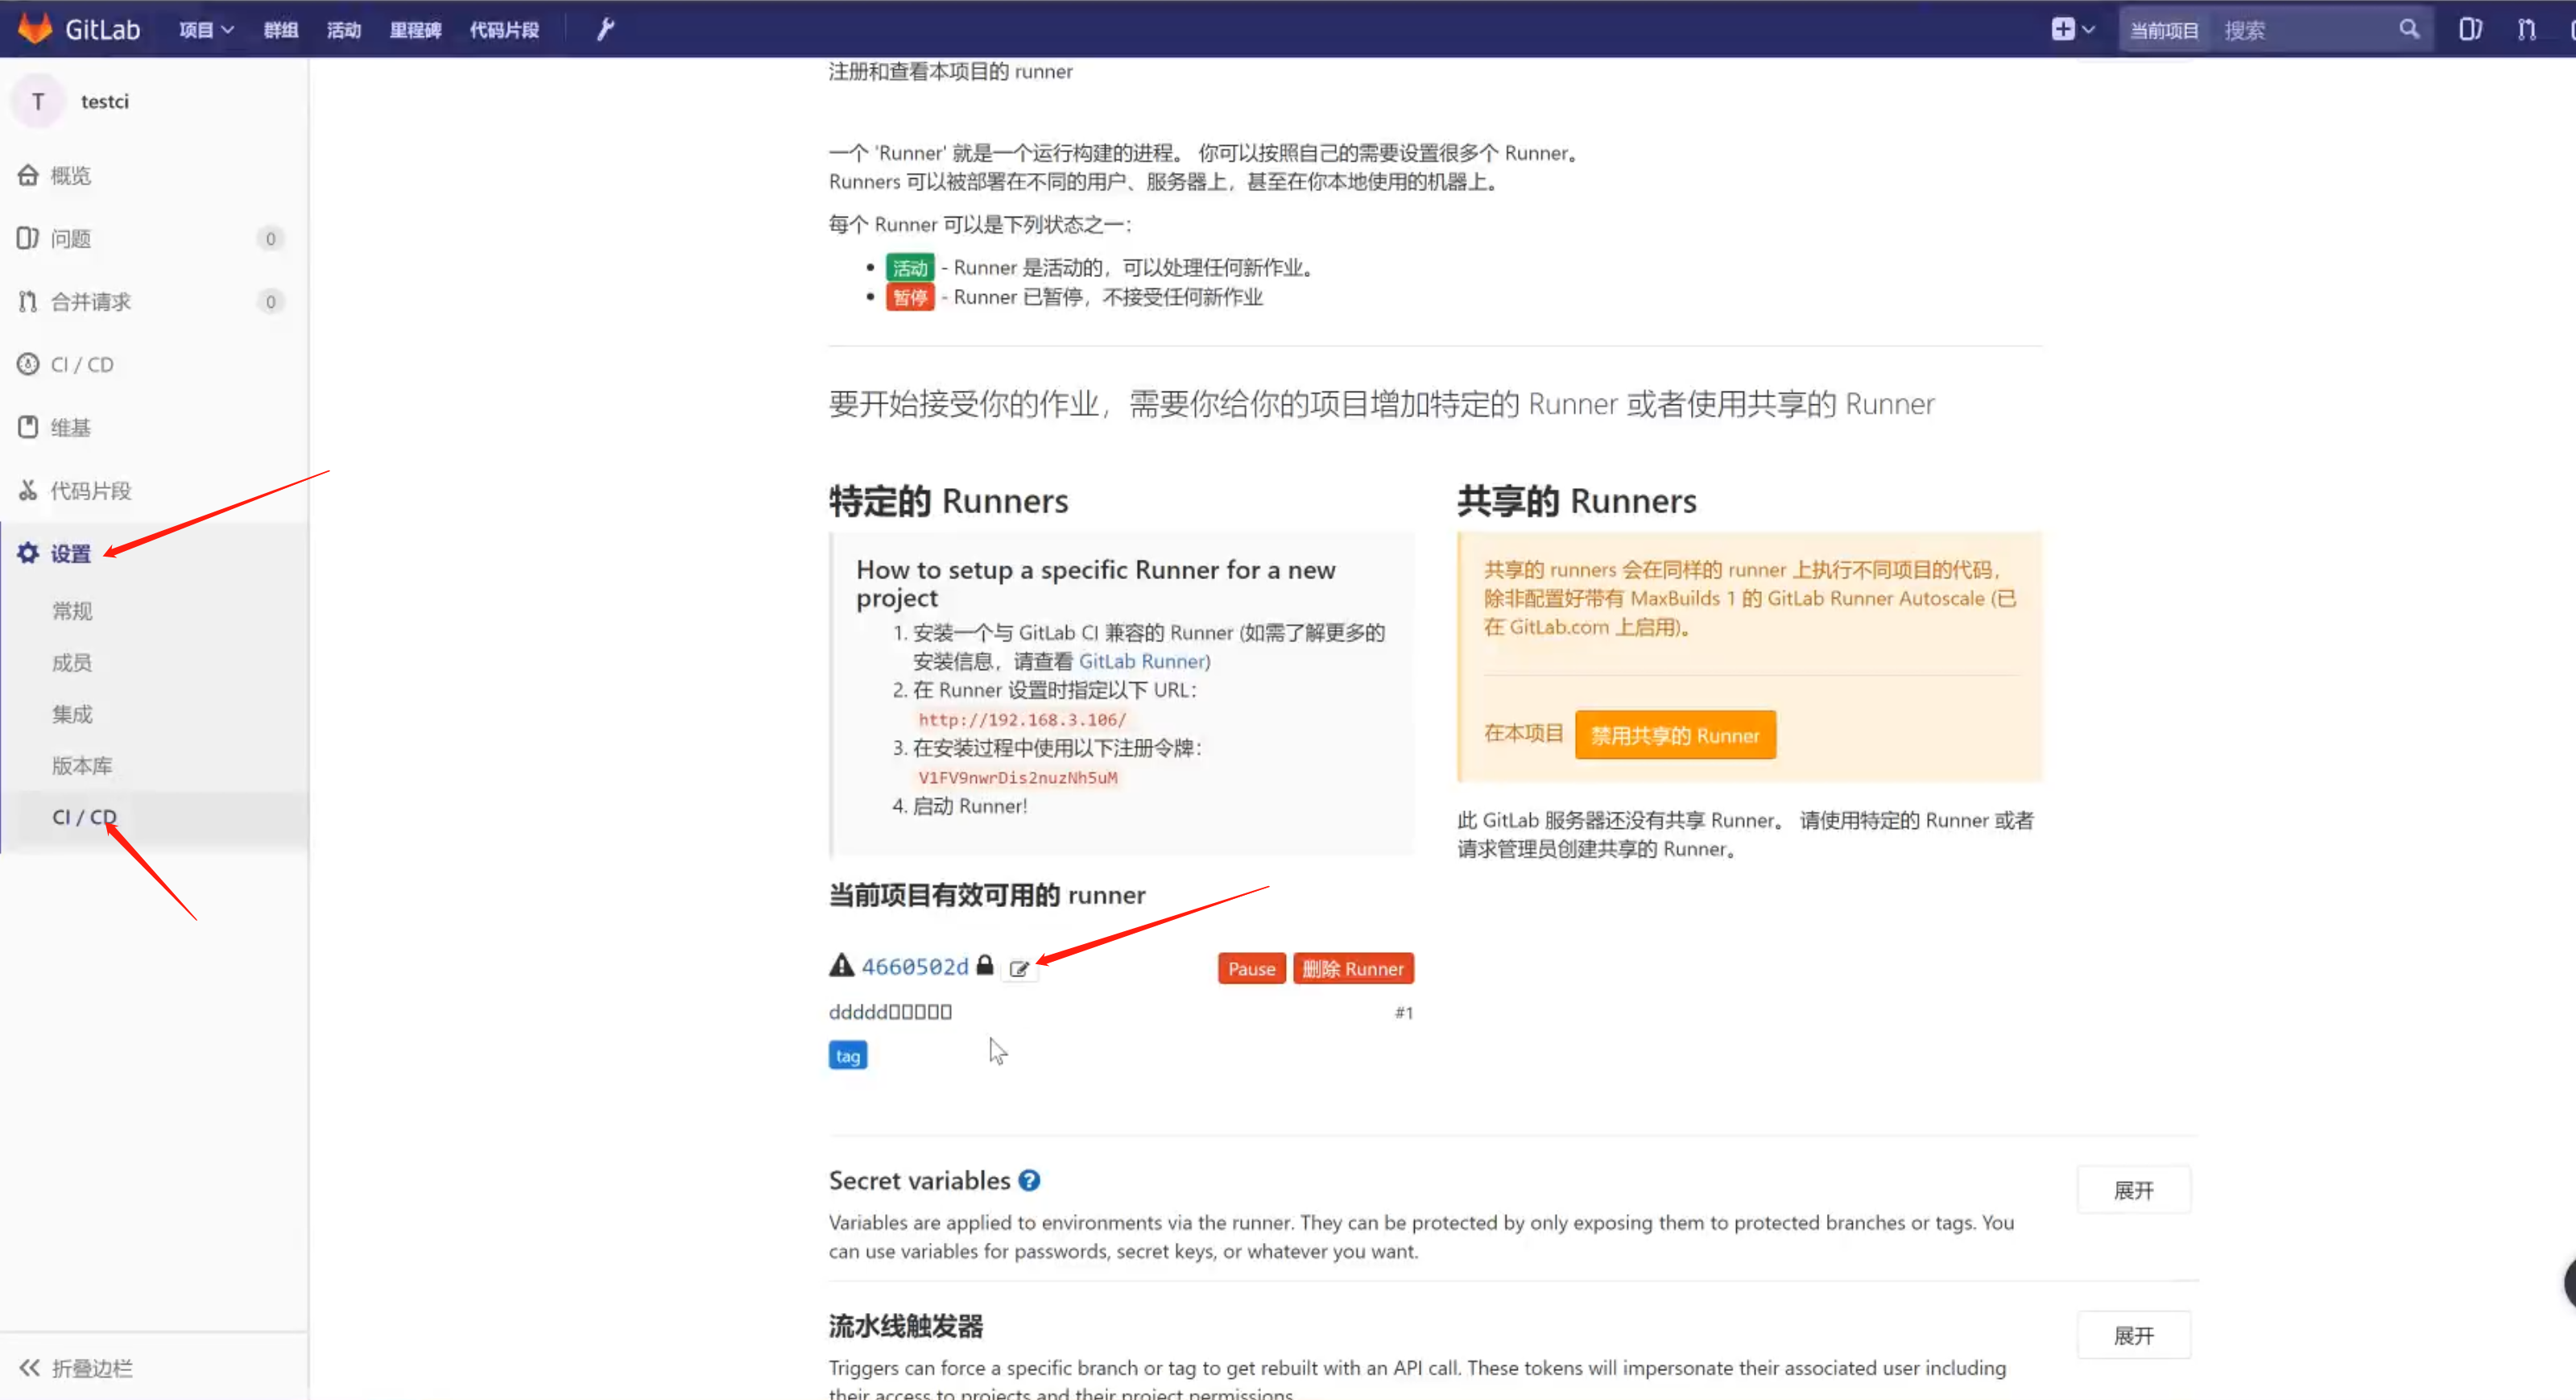 GitLab 项目 群组 活动 里程碑 代码片段 当前项目 搜索
T testci
概览
问题 0
合并请求 0
CI / CD
维基
代码片段
设置
常规
成员
集成
版本库
CI / CD
折叠边栏
注册和查看本项目的 runner
一个 'Runner' 就是一个运行构建的进程。 你可以按照自己的需要设置很多个 Runner。
Runners 可以被部署在不同的用户、服务器上，甚至在你本地使用的机器上。
每个 Runner 可以是下列状态之一：
• 活动 - Runner 是活动的，可以处理任何新作业。
• 暂停 - Runner 已暂停，不接受任何新作业
要开始接受你的作业，需要你给你的项目增加特定的 Runner 或者使用共享的 Runner
特定的 Runners
How to setup a specific Runner for a new
project
1. 安装一个与 GitLab CI 兼容的 Runner (如需了解更多的
安装信息，请查看 GitLab Runner)
2. 在 Runner 设置时指定以下 URL：
http://192.168.3.106/
3. 在安装过程中使用以下注册令牌：
V1FV9nwrDis2nuzNh5uM
4. 启动 Runner!
共享的 Runners
共享的 runners 会在同样的 runner 上执行不同项目的代码，
除非配置好带有 MaxBuilds 1 的 GitLab Runner Autoscale (已
在 GitLab.com 上启用)。
在本项目 禁用共享的 Runner
此 GitLab 服务器还没有共享 Runner。 请使用特定的 Runner 或者
请求管理员创建共享的 Runner。
当前项目有效可用的 runner
4660502d Pause 删除 Runner
ddddd▯▯▯▯▯ #1
tag
Secret variables ? 展开
Variables are applied to environments via the runner. They can be protected by only exposing them to protected branches or tags. You
can use variables for passwords, secret keys, or whatever you want.
流水线触发器 展开
Triggers can force a specific branch or tag to get rebuilt with an API call. These tokens will impersonate their associated user including
their access to projects and their project permissions.